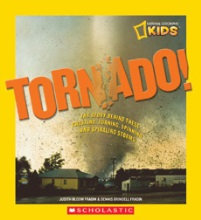 NATIONAL GEOGRAPHIC
KIDS
TORNADO!
THE STORY BEHIND THESE
TWISTING, TURNING, SPINNING,
AND SPIRALING STORMS
JUDITH BLOOM FRADIN & DENNIS BRINDELL FRADIN
SCHOLASTIC